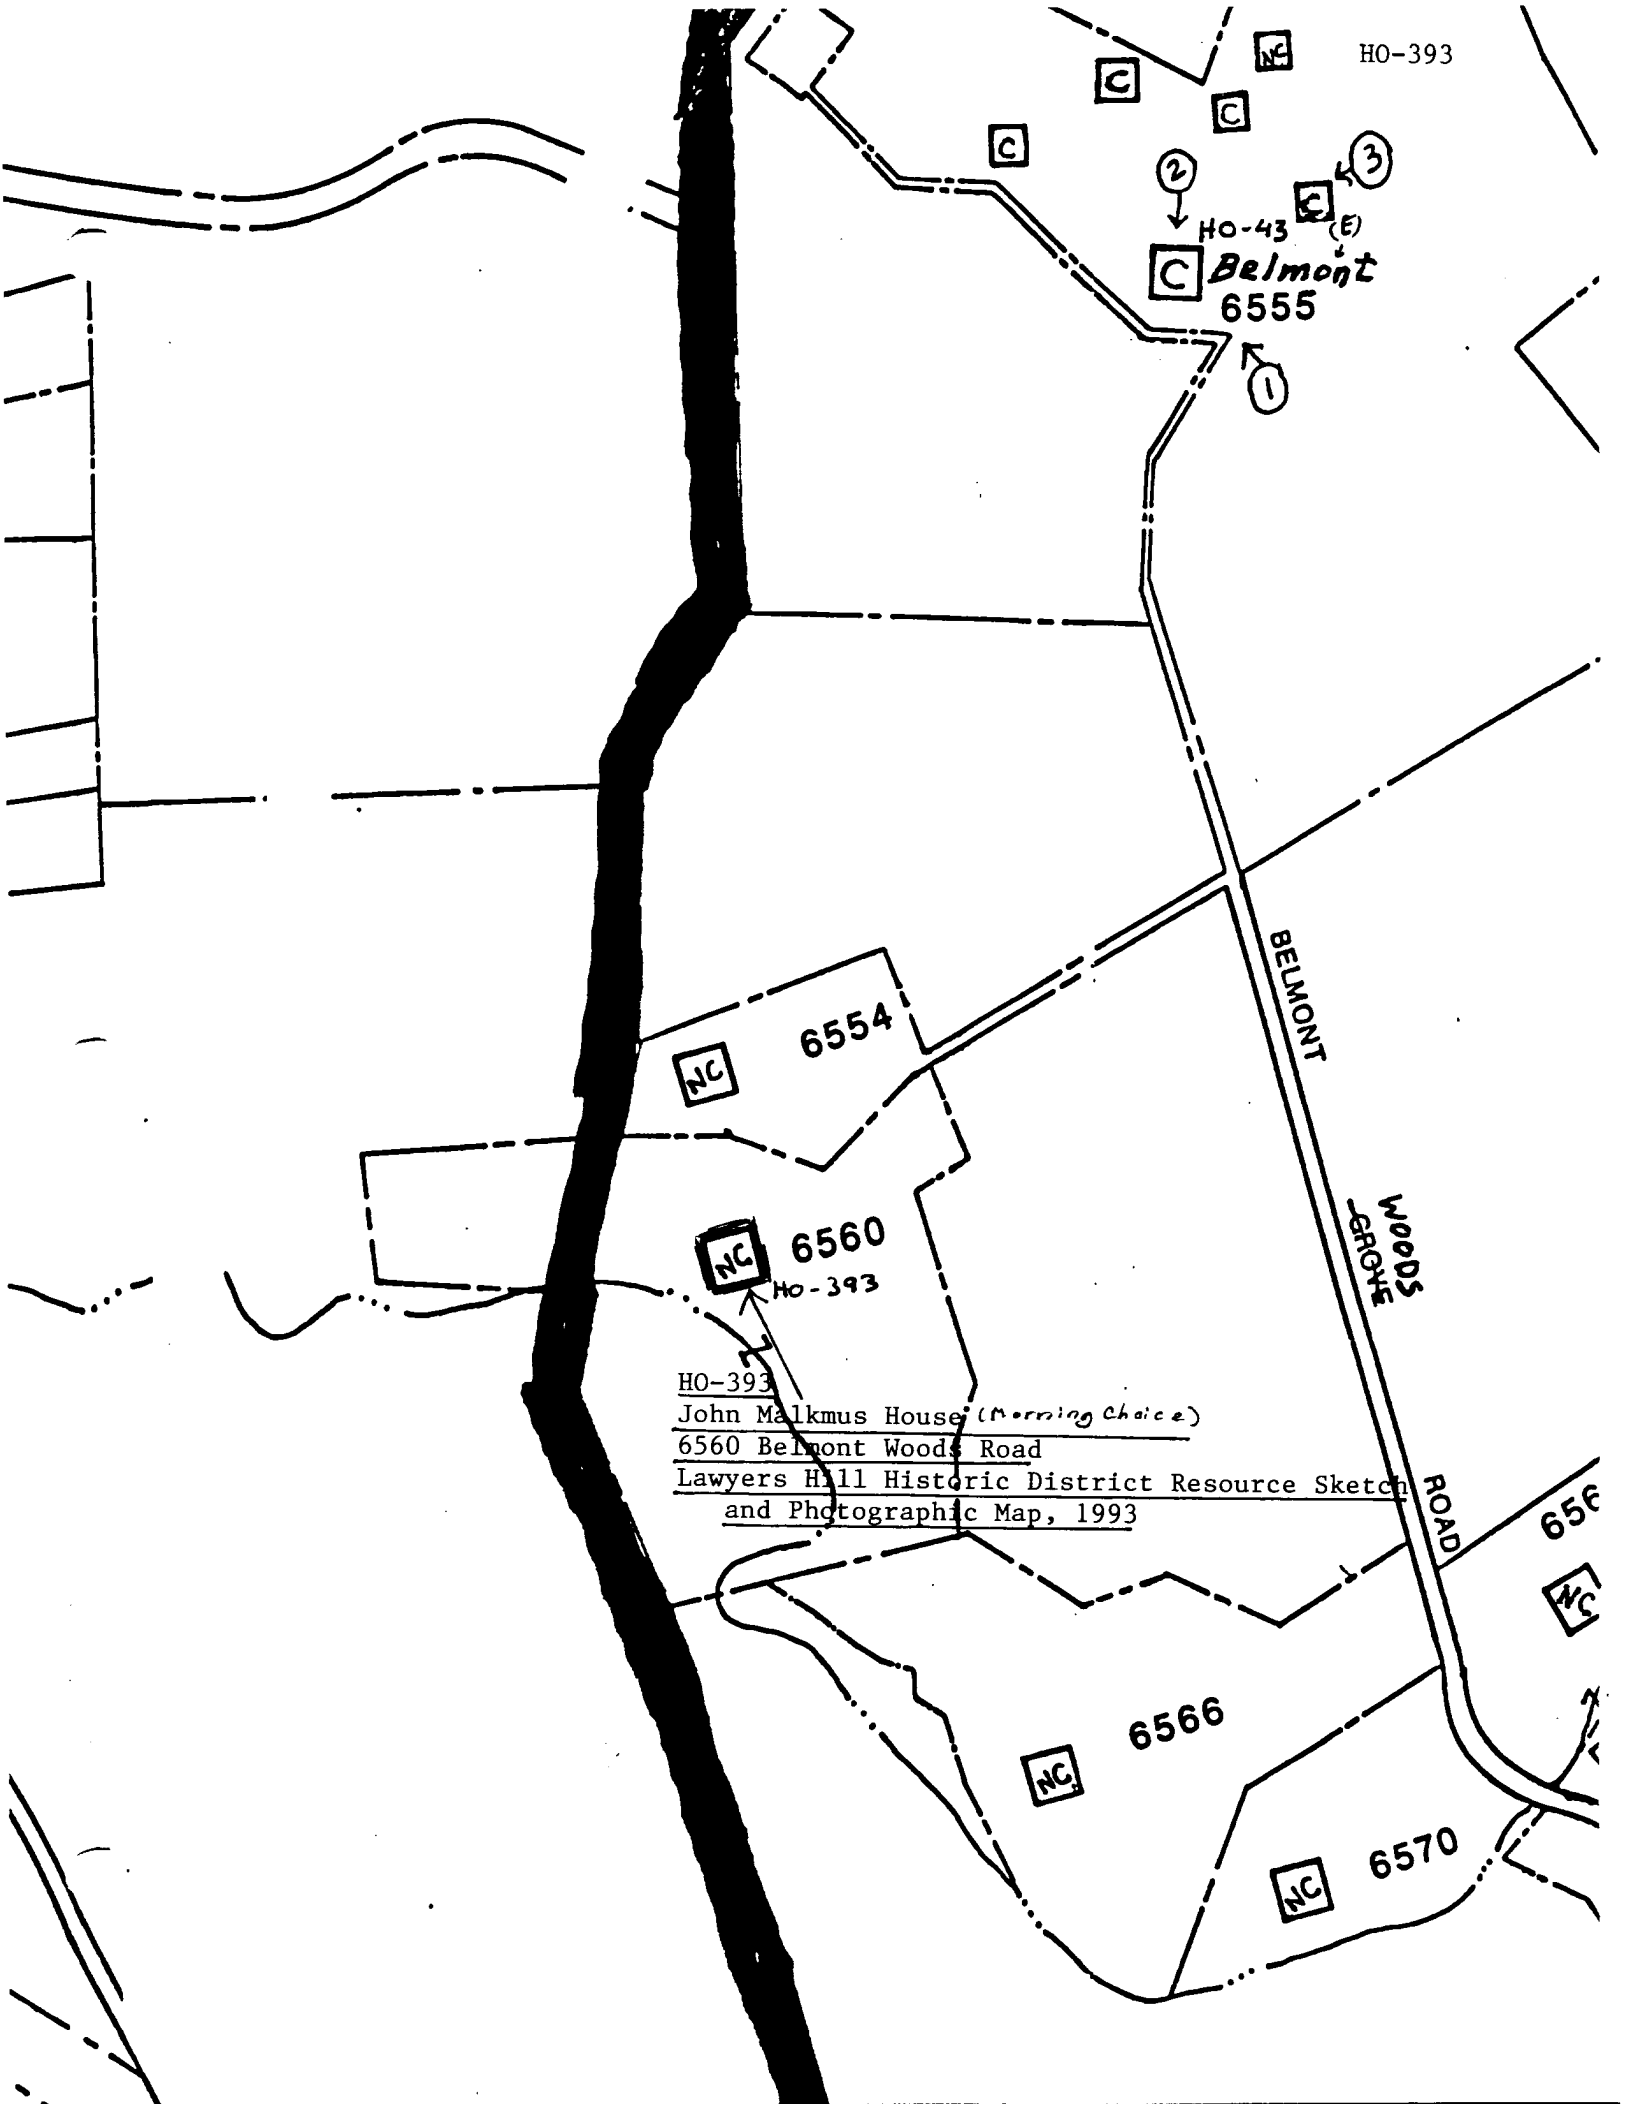 HO-393
NC
C
C
C
2
3
C
HO-43
(E)
C
Belmont
6555
1
BELMONT
6554
NC
WOODS
GROVE
6560
NC
HO-393
HO-393
John Malkmus House (Morning Choice)
6560 Belmont Woods Road
Lawyers Hill Historic District Resource Sketch
and Photographic Map, 1993
ROAD
656
NC
6566
NC
6570
NC